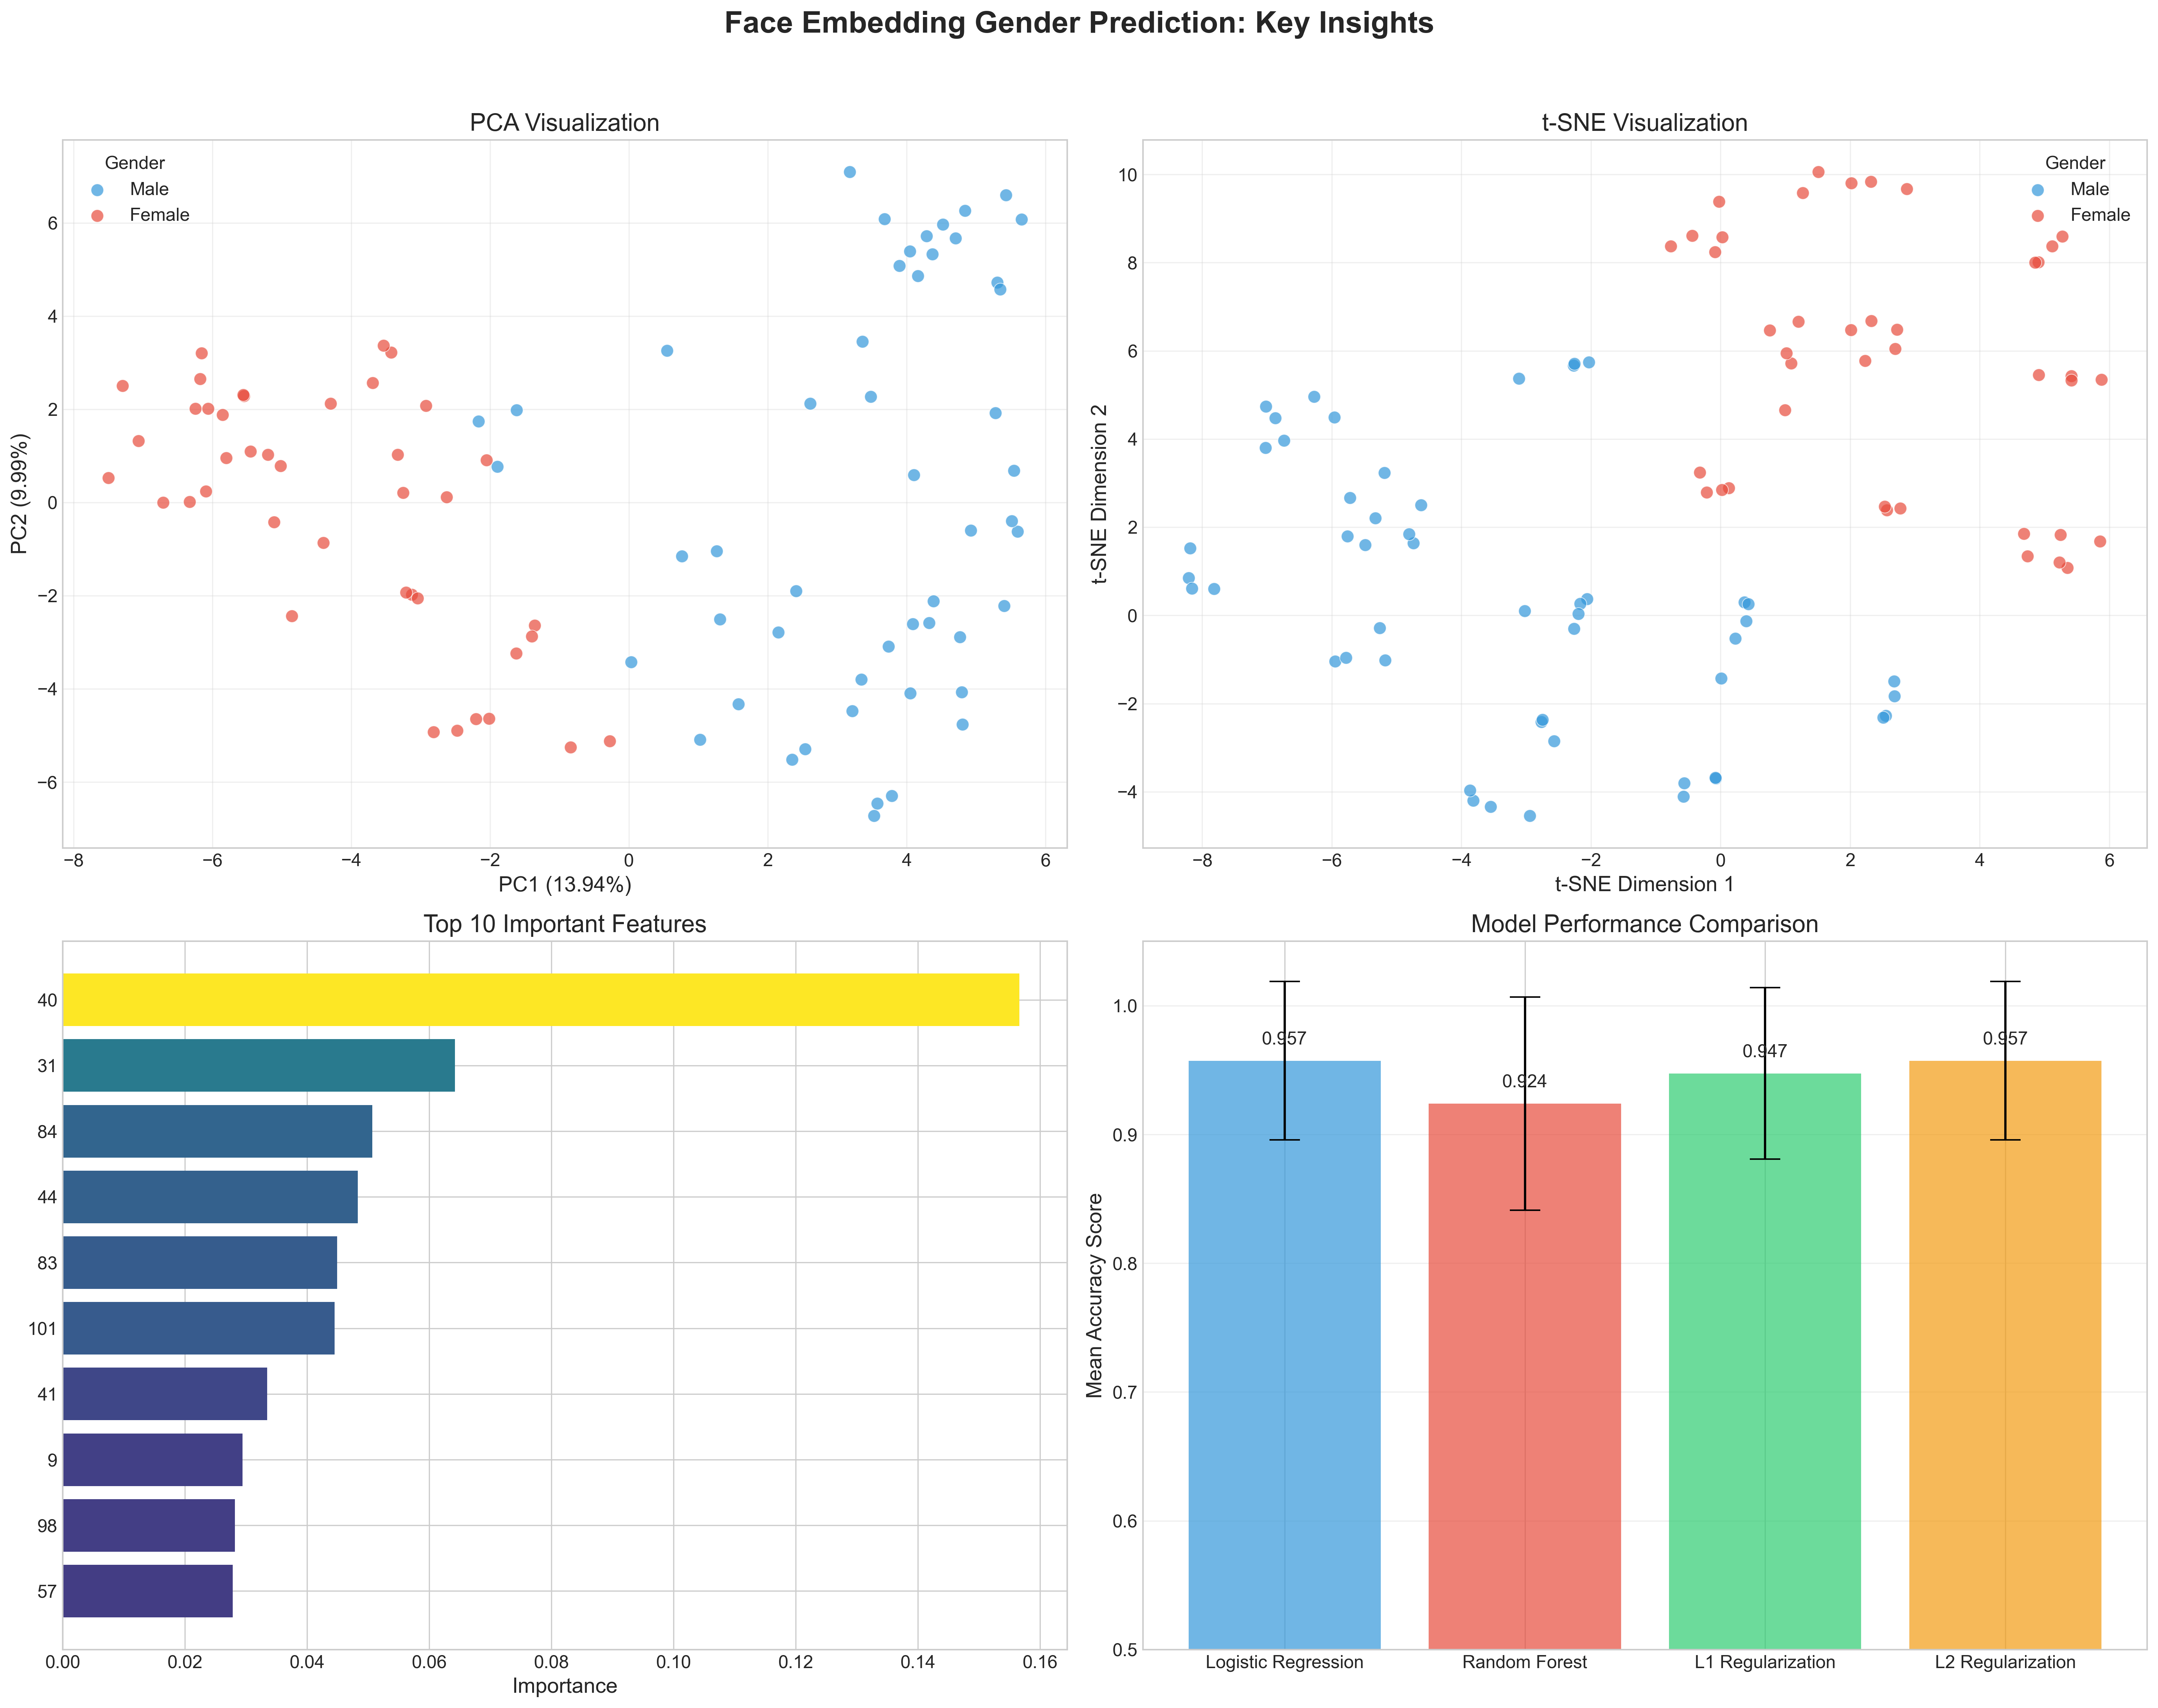 Face Embedding Gender Prediction: Key Insights
PCA Visualization
Gender
Male
Female
6
4
2
0
−2
−4
−6
PC2 (9.99%)
−8 −6 −4 −2 0 2 4 6
PC1 (13.94%)
t-SNE Visualization
Gender
Male
Female
10
8
6
4
2
0
−2
−4
t-SNE Dimension 2
−8 −6 −4 −2 0 2 4 6
t-SNE Dimension 1
Top 10 Important Features
40
31
84
44
83
101
41
9
98
57
0.00 0.02 0.04 0.06 0.08 0.10 0.12 0.14 0.16
Importance
Model Performance Comparison
1.0
0.9
0.8
0.7
0.6
0.5
Mean Accuracy Score
0.957
0.924
0.947
0.957
Logistic Regression Random Forest L1 Regularization L2 Regularization